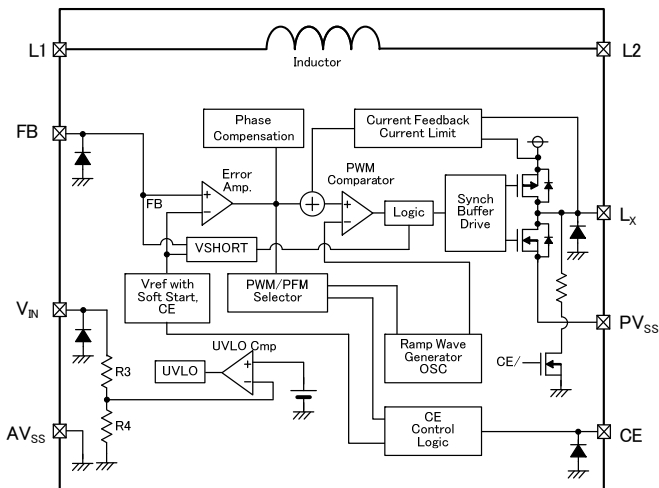 L1
L2
Inductor
FB
Phase
Compensation
Current Feedback
Current Limit
Error
Amp.
PWM
Comparator
FB
+
−
+
+
−
Logic
Synch
Buffer
Drive
LX
VSHORT
Vref with
Soft Start,
CE
PWM/PFM
Selector
VIN
PVSS
UVLO Cmp
R3
UVLO
+
−
Ramp Wave
Generator
OSC
CE/
R4
AVSS
CE
Control
Logic
CE